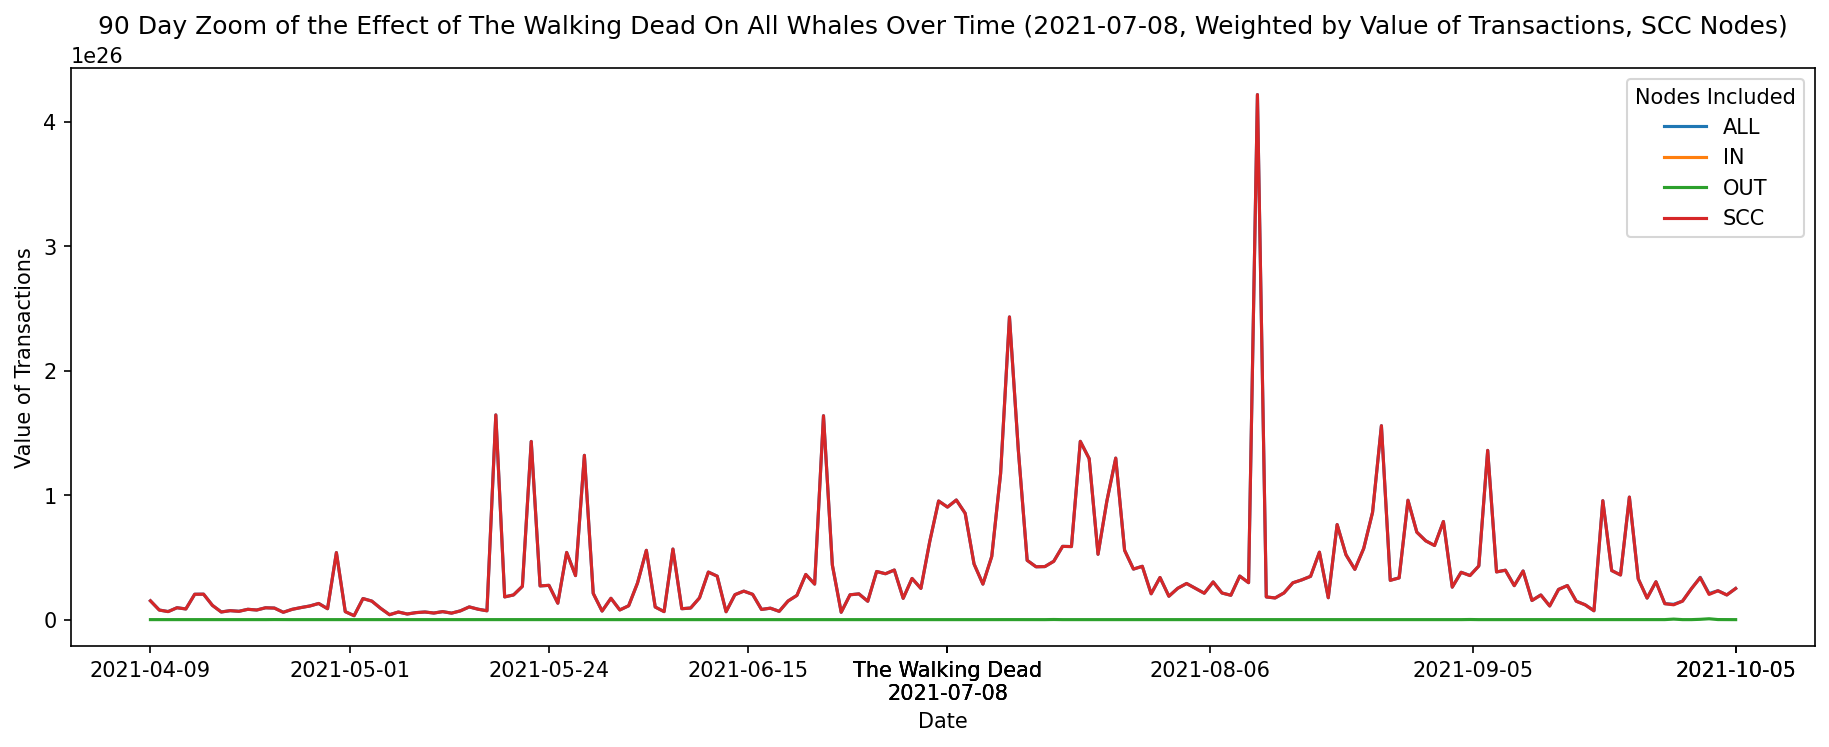 90 Day Zoom of the Effect of The Walking Dead On All Whales Over Time (2021-07-08, Weighted by Value of Transactions, SCC Nodes)
1e26
Nodes Included
ALL
IN
OUT
SCC
Value of Transactions
4
3
2
1
0
2021-04-09 2021-05-01 2021-05-24 2021-06-15 The Walking Dead 2021-08-06 2021-09-05 2021-10-05
2021-07-08
Date